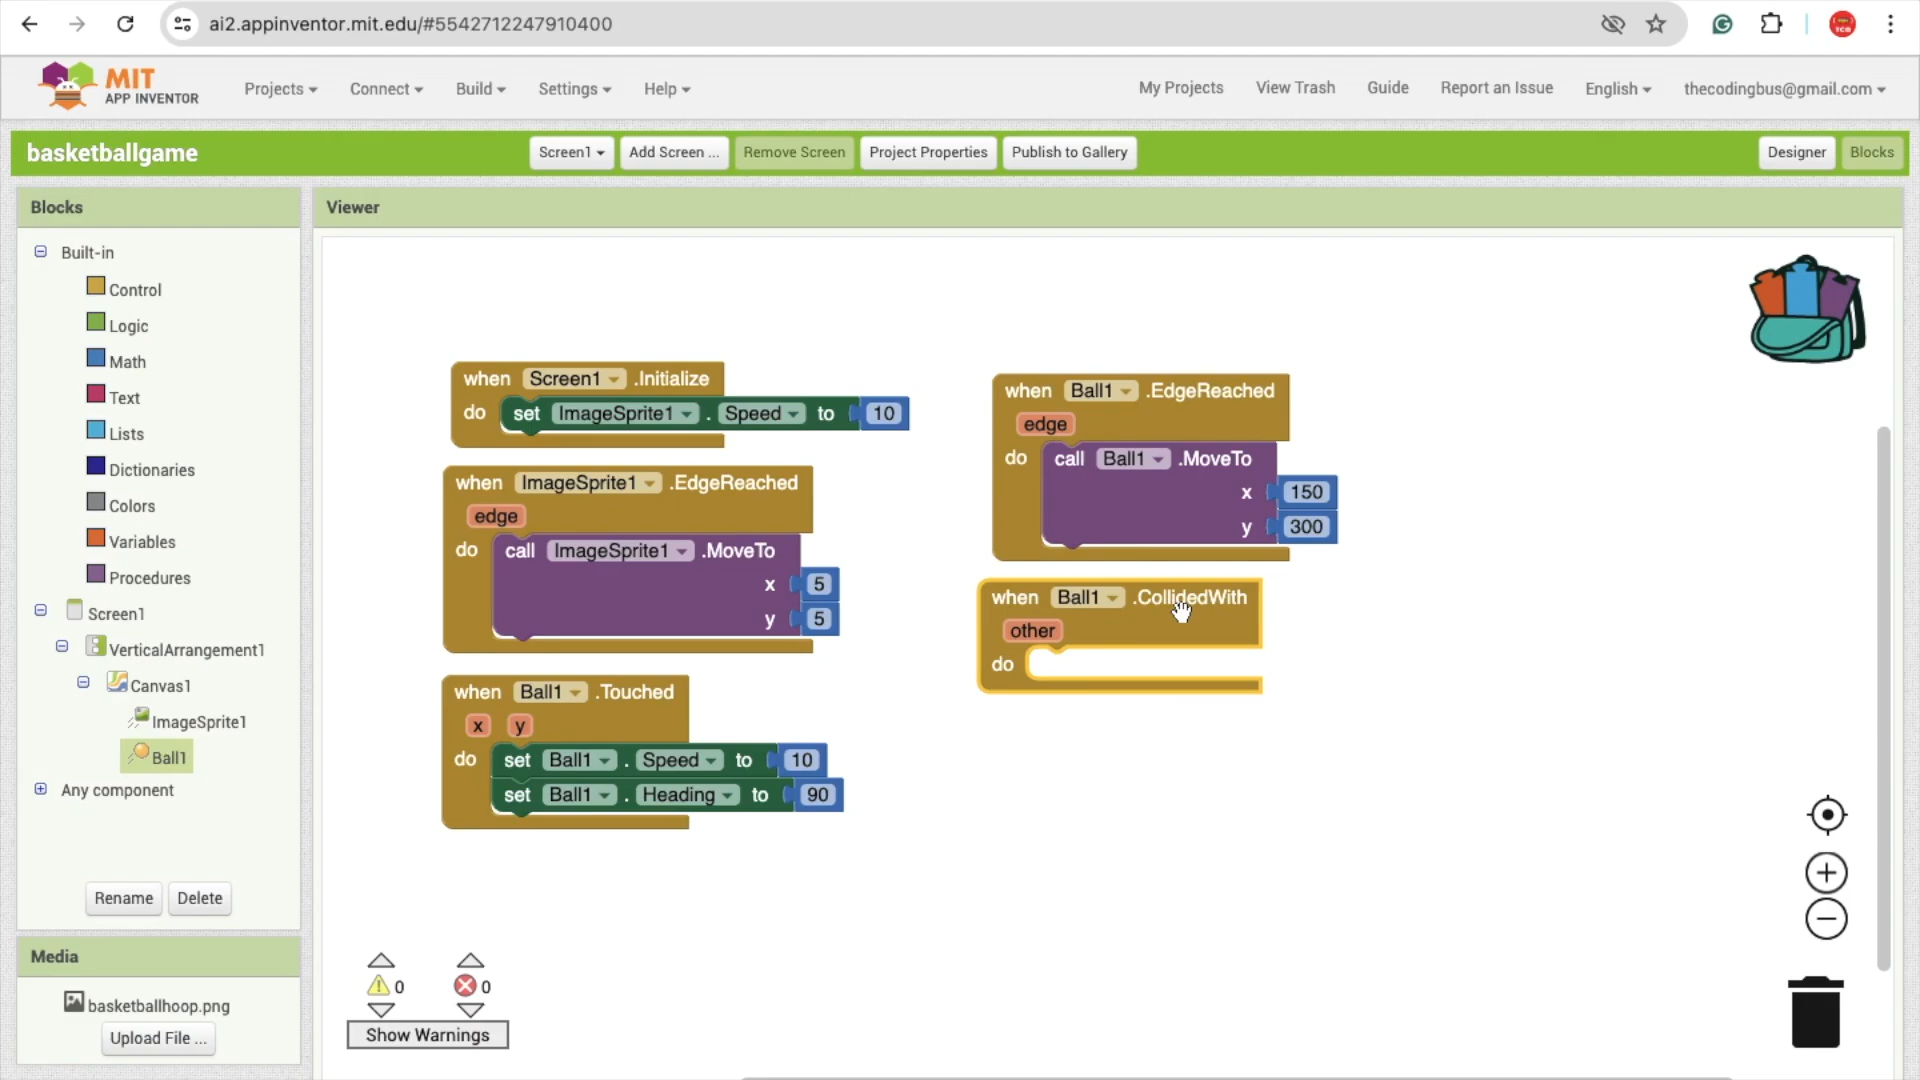 ai2.appinventor.mit.edu/#5542712247910400
MIT
APP INVENTOR
Projects Connect Build Settings Help My Projects View Trash Guide Report an Issue English thecodingbus@gmail.com
basketballgame Screen1 Add Screen ... Remove Screen Project Properties Publish to Gallery Designer Blocks
Blocks
Built-in
Control
Logic
Math
Text
Lists
Dictionaries
Colors
Variables
Procedures
Screen1
VerticalArrangement1
Canvas1
ImageSprite1
Ball1
Any component
Rename Delete
Media
basketballhoop.png
Upload File ...
Viewer
when Screen1 .Initialize
do set ImageSprite1 . Speed to 10
when ImageSprite1 .EdgeReached
edge
do call ImageSprite1 .MoveTo
x 5
y 5
when Ball1 .Touched
x y
do set Ball1 . Speed to 10
set Ball1 . Heading to 90
when Ball1 .EdgeReached
edge
do call Ball1 .MoveTo
x 150
y 300
when Ball1 .CollidedWith
other
do
0 0
Show Warnings